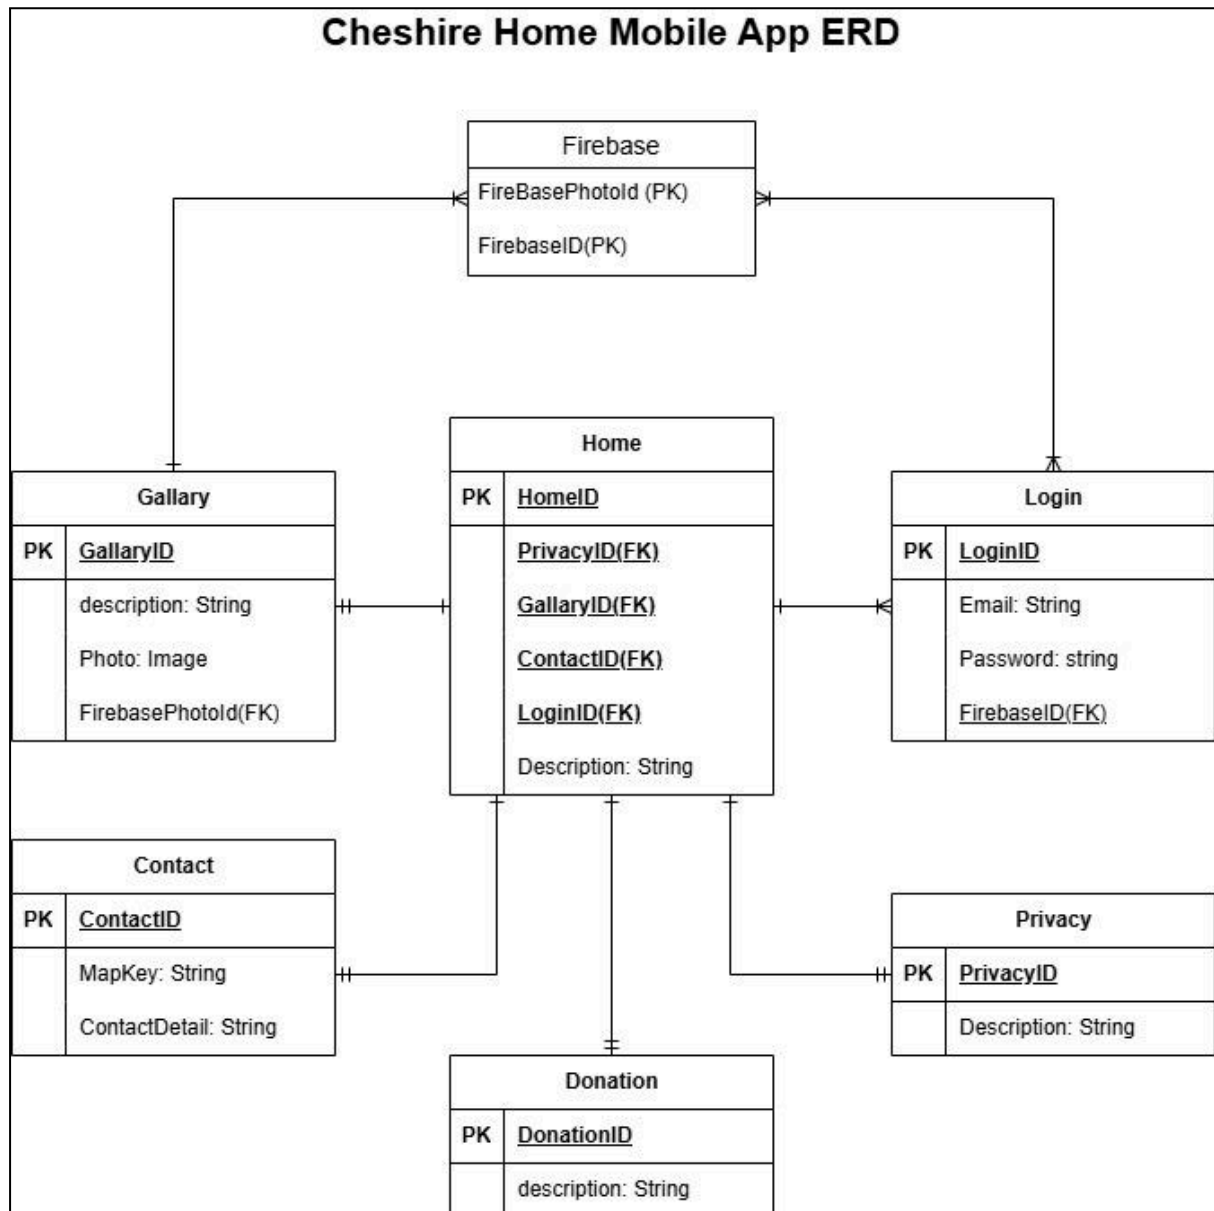 Cheshire Home Mobile App ERD
Firebase
FireBasePhotoId (PK)
FirebaseID(PK)
Home
PK HomeID
PrivacyID(FK)
GallaryID(FK)
ContactID(FK)
LoginID(FK)
Description: String
Gallary
PK GallaryID
description: String
Photo: Image
FirebasePhotoId(FK)
Login
PK LoginID
Email: String
Password: string
FirebaseID(FK)
Contact
PK ContactID
MapKey: String
ContactDetail: String
Privacy
PK PrivacyID
Description: String
Donation
PK DonationID
description: String